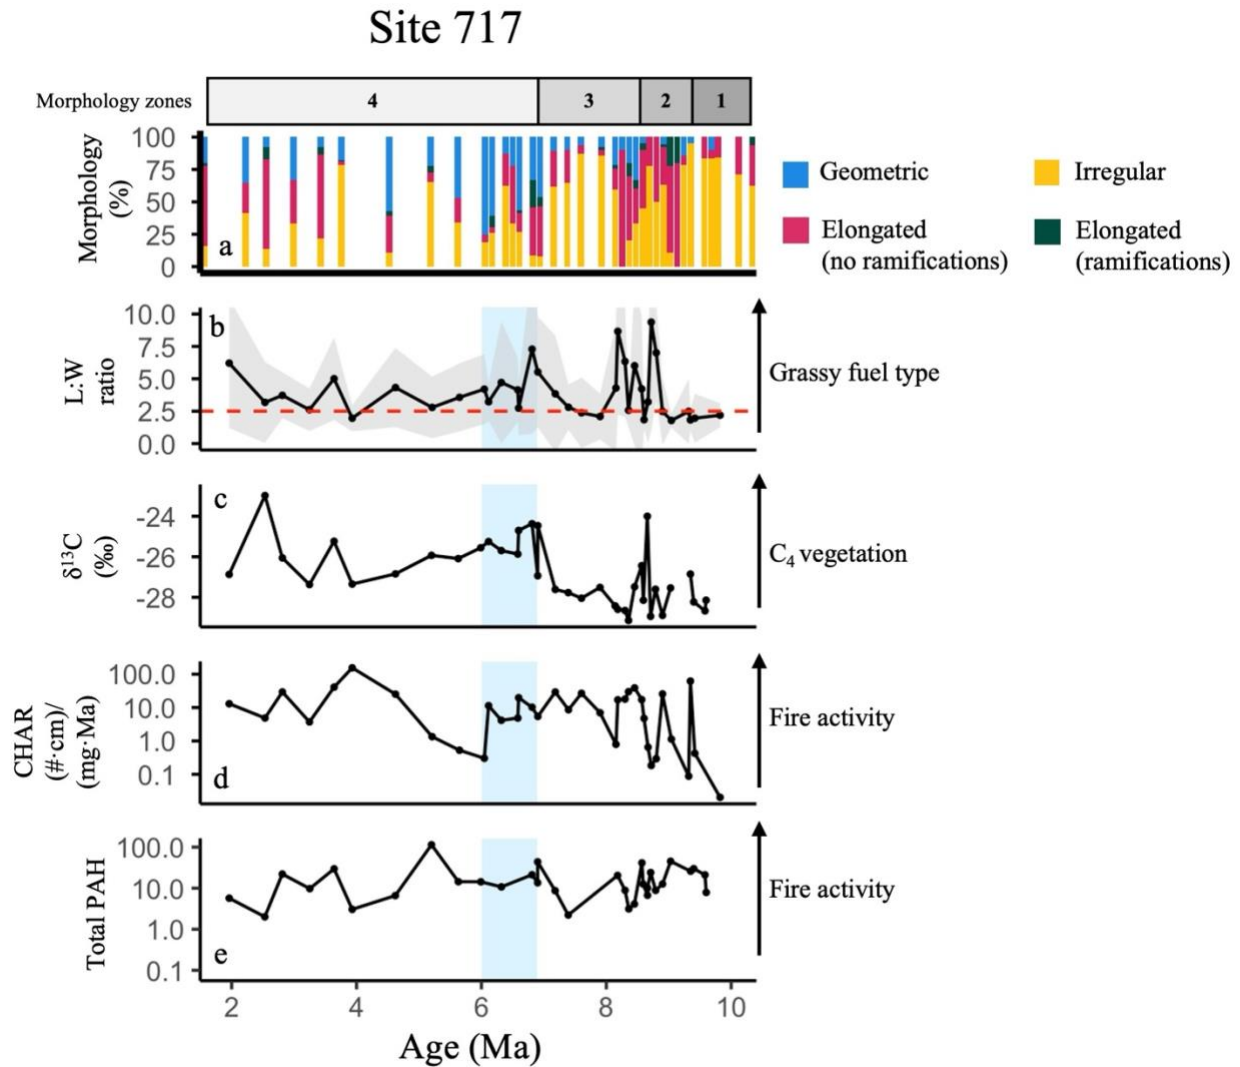 Site 717
Morphology zones
4
3
2
1
Morphology
(%)
100
75
50
25
0
a
Geometric
Irregular
Elongated
(no ramifications)
Elongated
(ramifications)
L:W
ratio
10.0
7.5
5.0
2.5
0.0
b
Grassy fuel type
δ¹³C
(‰)
-24
-26
-28
c
C₄ vegetation
CHAR
(#·cm)/
(mg·Ma)
100.0
10.0
1.0
0.1
d
Fire activity
Total PAH
100.0
10.0
1.0
0.1
e
Fire activity
2 4 6 8 10
Age (Ma)